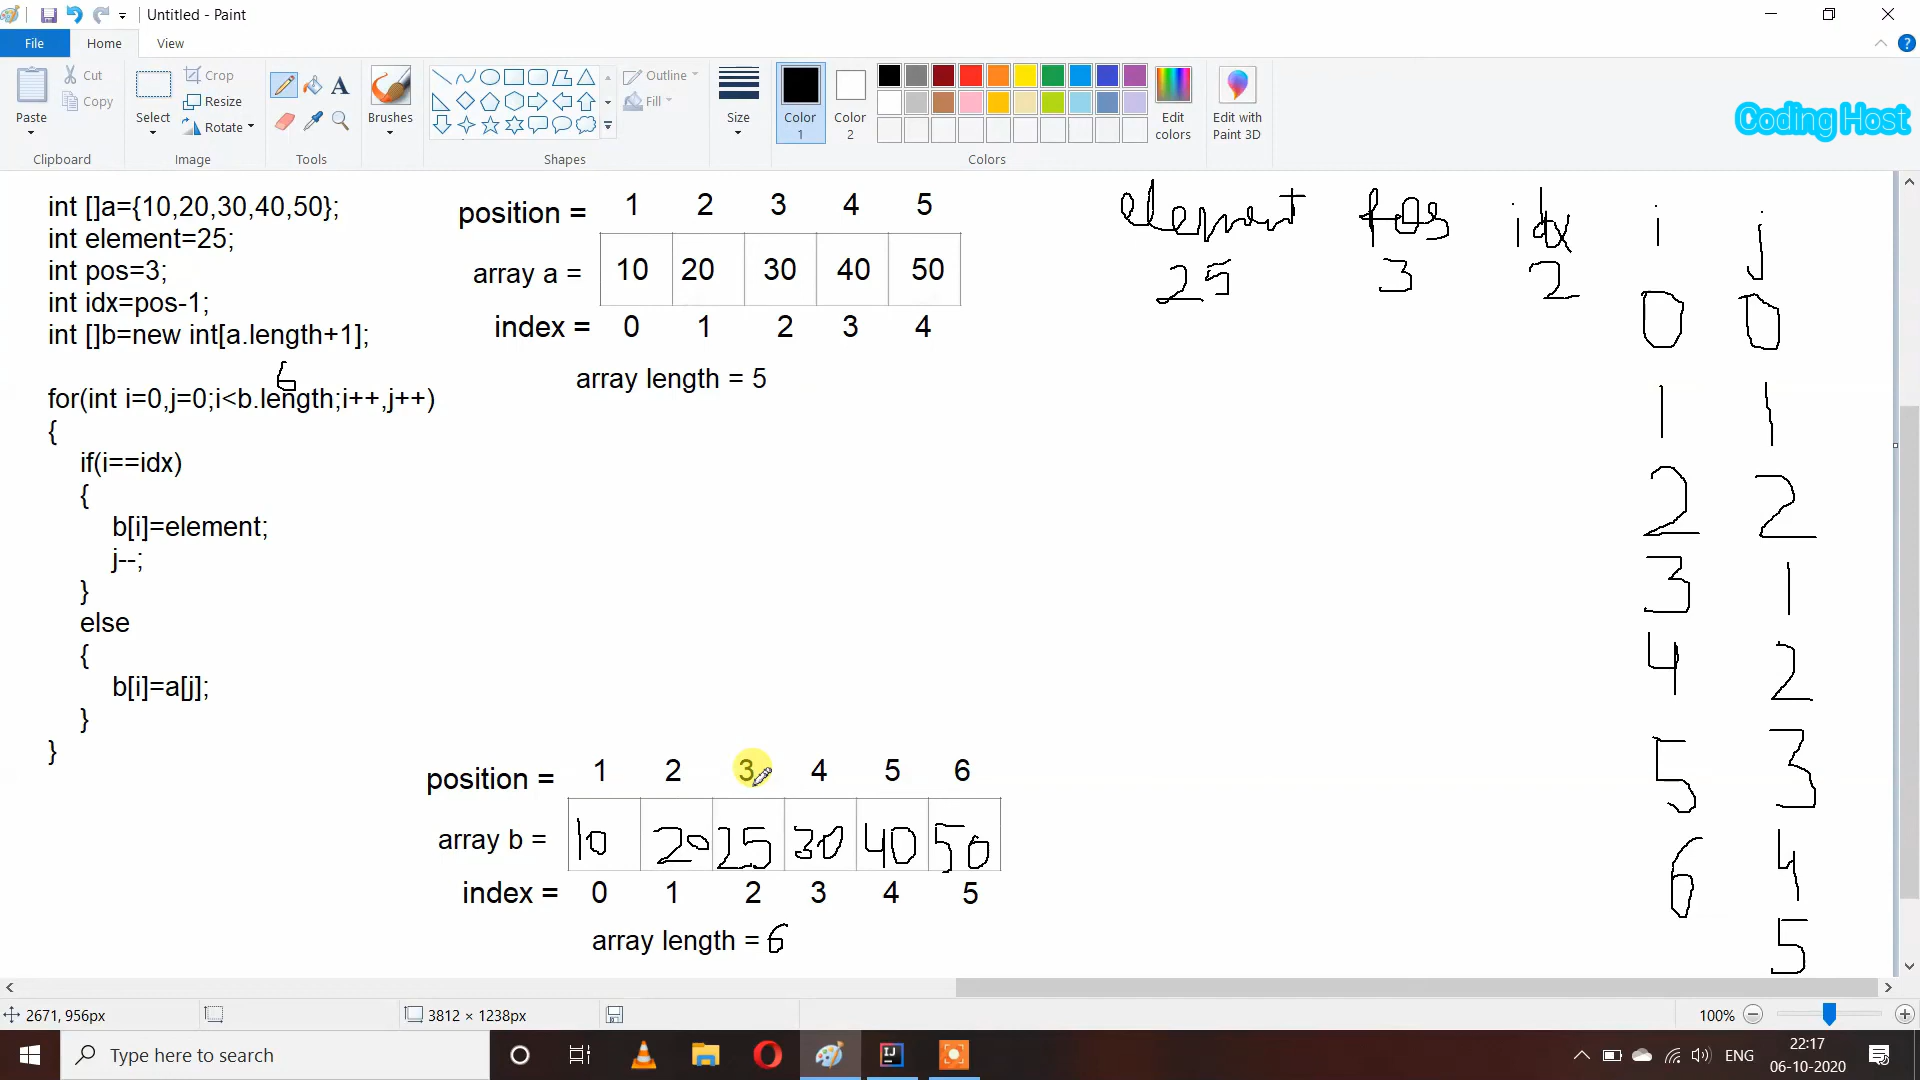 Untitled - Paint
File Home View
Paste
Cut
Copy
Clipboard
Select
Crop
Resize
Rotate
Image
Tools
Brushes
Shapes
Outline
Fill
Size
Color 1
Color 2
Colors
Edit colors
Edit with Paint 3D
Coding Host
int []a={10,20,30,40,50};
int element=25;
int pos=3;
int idx=pos-1;
int []b=new int[a.length+1];
6
for(int i=0,j=0;i<b.length;i++,j++)
{
if(i==idx)
{
b[i]=element;
j--;
}
else
{
b[i]=a[j];
}
}
position = 1 2 3 4 5
array a = 10 20 30 40 50
index = 0 1 2 3 4
array length = 5
element pos idx i j
25 3 2
0 0
1 1
2 2
3 1
4 2
5 3
6 4
5
position = 1 2 3 4 5 6
array b = 10 20 25 30 40 50
index = 0 1 2 3 4 5
array length = 6
2671, 956px
3812 × 1238px
100%
Type here to search
ENG
22:17
06-10-2020